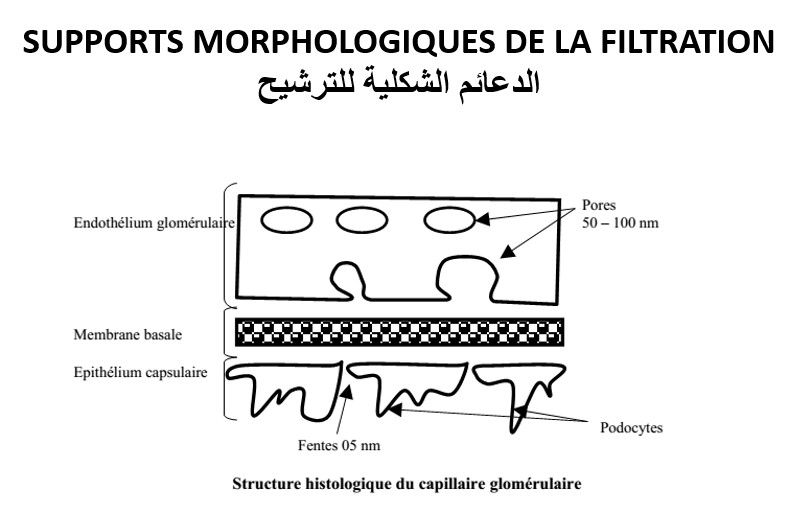 SUPPORTS MORPHOLOGIQUES DE LA FILTRATION
الدعائم الشكلية للترشيح
Endothélium glomérulaire
Pores
50 – 100 nm
Membrane basale
Epithélium capsulaire
Podocytes
Fentes 05 nm
Structure histologique du capillaire glomérulaire